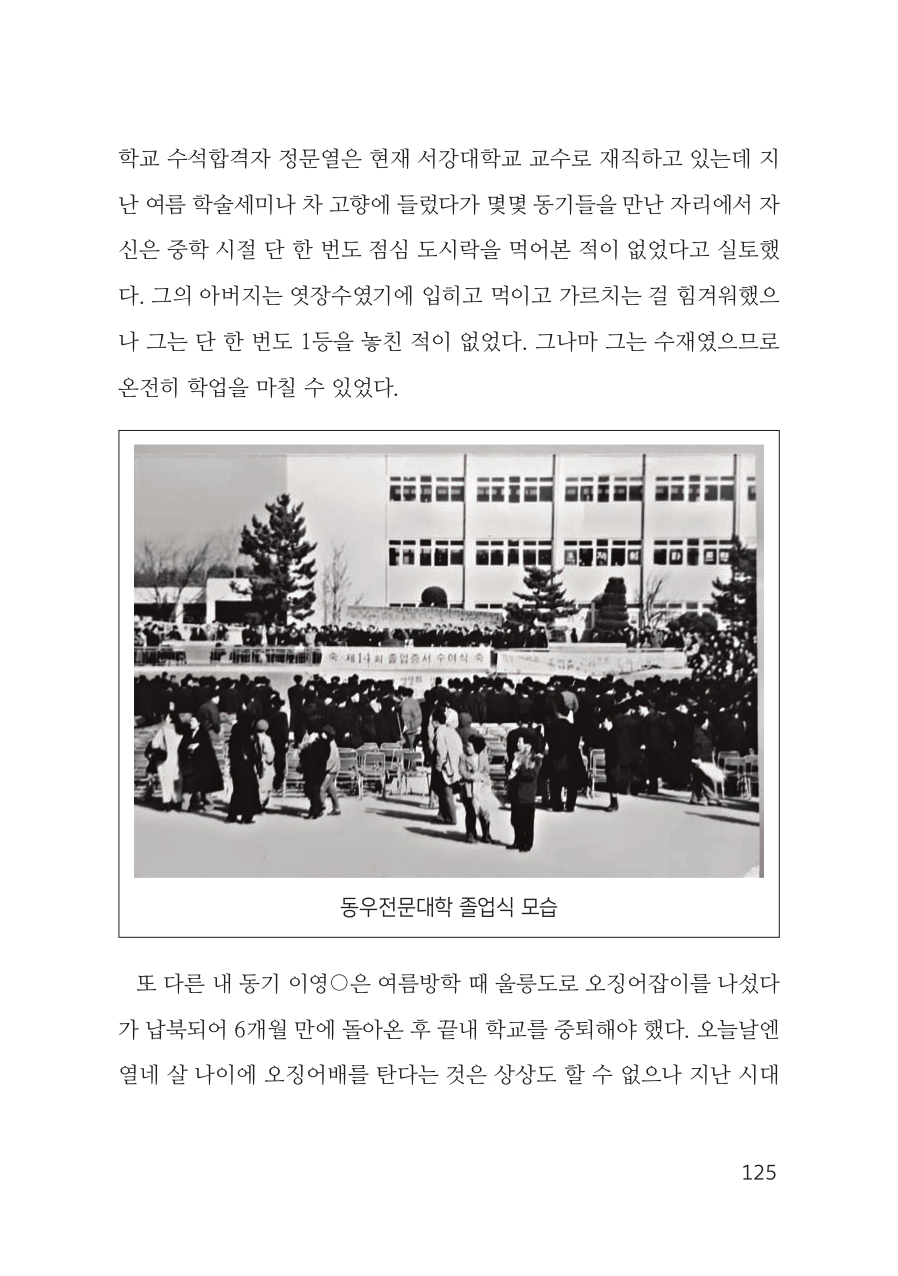 학교 수석합격자 정문열은 현재 서강대학교 교수로 재직하고 있는데 지
난 여름 학술세미나 차 고향에 들렀다가 몇몇 동기들을 만난 자리에서 자
신은 중학 시절 단 한 번도 점심 도시락을 먹어본 적이 없었다고 실토했
다. 그의 아버지는 엿장수였기에 입히고 먹이고 가르치는 걸 힘겨워했으
나 그는 단 한 번도 1등을 놓친 적이 없었다. 그나마 그는 수재였으므로
온전히 학업을 마칠 수 있었다.
축 제14회 졸업증서 수여식 축
동우전문대학 졸업식 모습
또 다른 내 동기 이영○은 여름방학 때 울릉도로 오징어잡이를 나섰다
가 납북되어 6개월 만에 돌아온 후 끝내 학교를 중퇴해야 했다. 오늘날엔
열네 살 나이에 오징어배를 탄다는 것은 상상도 할 수 없으나 지난 시대
125